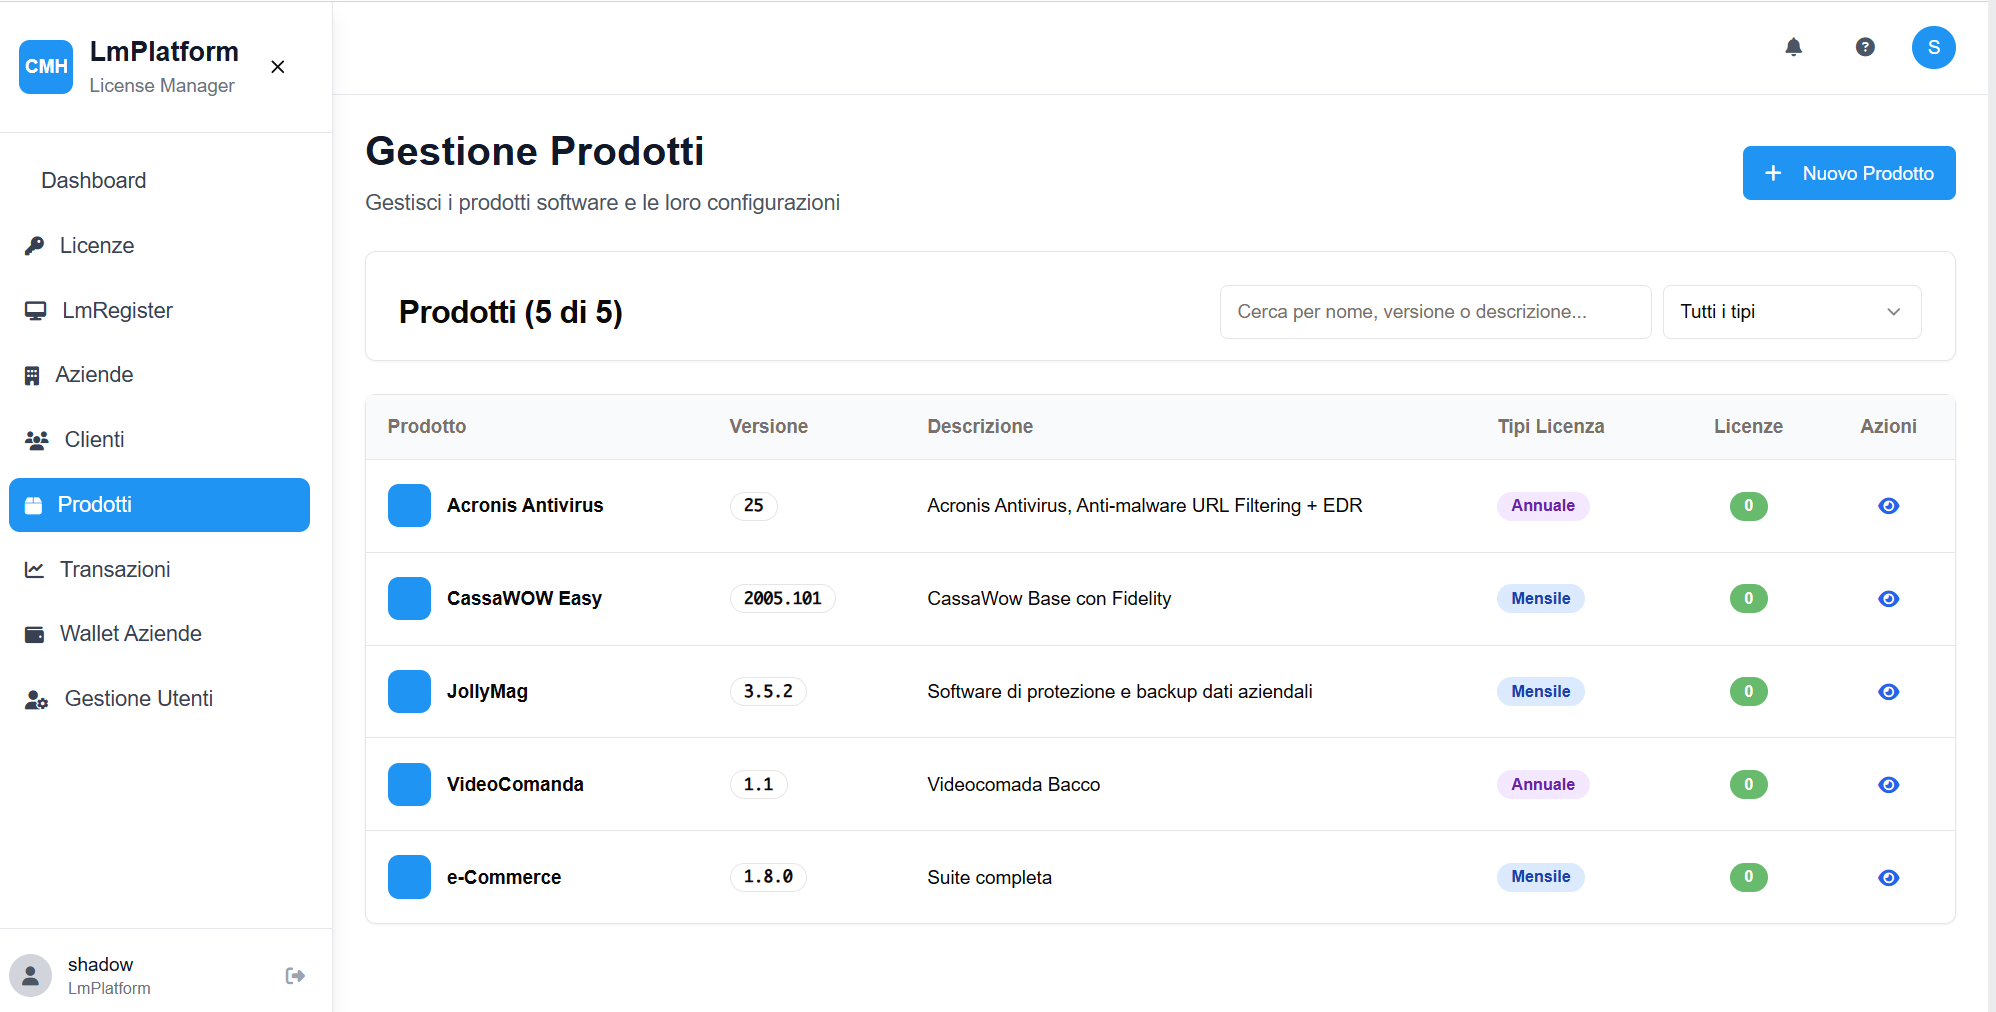 CMH
LmPlatform
License Manager
Dashboard
Licenze
LmRegister
Aziende
Clienti
Prodotti
Transazioni
Wallet Aziende
Gestione Utenti
shadow
LmPlatform
S
Gestione Prodotti
Gestisci i prodotti software e le loro configurazioni
Nuovo Prodotto
Prodotti (5 di 5)
Cerca per nome, versione o descrizione...
Tutti i tipi
Prodotto Versione Descrizione Tipi Licenza Licenze Azioni
Acronis Antivirus 25 Acronis Antivirus, Anti-malware URL Filtering + EDR Annuale 0
CassaWOW Easy 2005.101 CassaWow Base con Fidelity Mensile 0
JollyMag 3.5.2 Software di protezione e backup dati aziendali Mensile 0
VideoComanda 1.1 Videocomada Bacco Annuale 0
e-Commerce 1.8.0 Suite completa Mensile 0